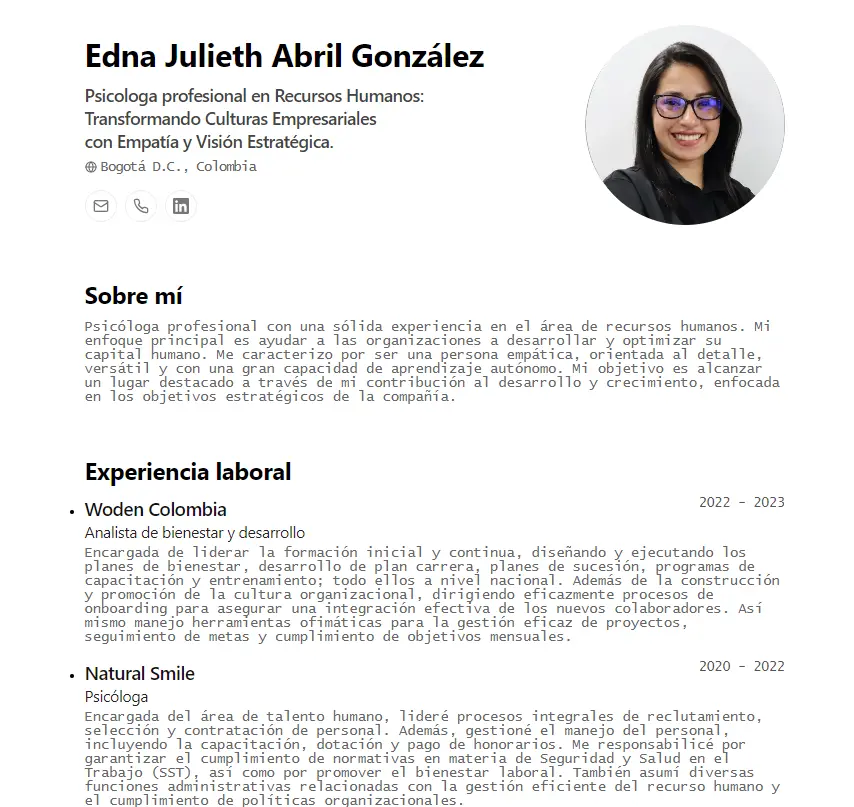 Edna Julieth Abril González
Psicologa profesional en Recursos Humanos:
Transformando Culturas Empresariales
con Empatía y Visión Estratégica.
Bogotá D.C., Colombia
in
Sobre mí
Psicóloga profesional con una sólida experiencia en el área de recursos humanos. Mi
enfoque principal es ayudar a las organizaciones a desarrollar y optimizar su
capital humano. Me caracterizo por ser una persona empática, orientada al detalle,
versátil y con una gran capacidad de aprendizaje autónomo. Mi objetivo es alcanzar
un lugar destacado a través de mi contribución al desarrollo y crecimiento, enfocada
en los objetivos estratégicos de la compañía.
Experiencia laboral
• Woden Colombia
2022 - 2023
Analista de bienestar y desarrollo
Encargada de liderar la formación inicial y continua, diseñando y ejecutando los
planes de bienestar, desarrollo de plan carrera, planes de sucesión, programas de
capacitación y entrenamiento; todo ellos a nivel nacional. Además de la construcción
y promoción de la cultura organizacional, dirigiendo eficazmente procesos de
onboarding para asegurar una integración efectiva de los nuevos colaboradores. Así
mismo manejo herramientas ofimáticas para la gestión eficaz de proyectos,
seguimiento de metas y cumplimiento de objetivos mensuales.
• Natural Smile
2020 - 2022
Psicóloga
Encargada del área de talento humano, lideré procesos integrales de reclutamiento,
selección y contratación de personal. Además, gestioné el manejo del personal,
incluyendo la capacitación, dotación y pago de honorarios. Me responsabilicé por
garantizar el cumplimiento de normativas en materia de Seguridad y Salud en el
Trabajo (SST), así como por promover el bienestar laboral. También asumí diversas
funciones administrativas relacionadas con la gestión eficiente del recurso humano y
el cumplimiento de políticas organizacionales.